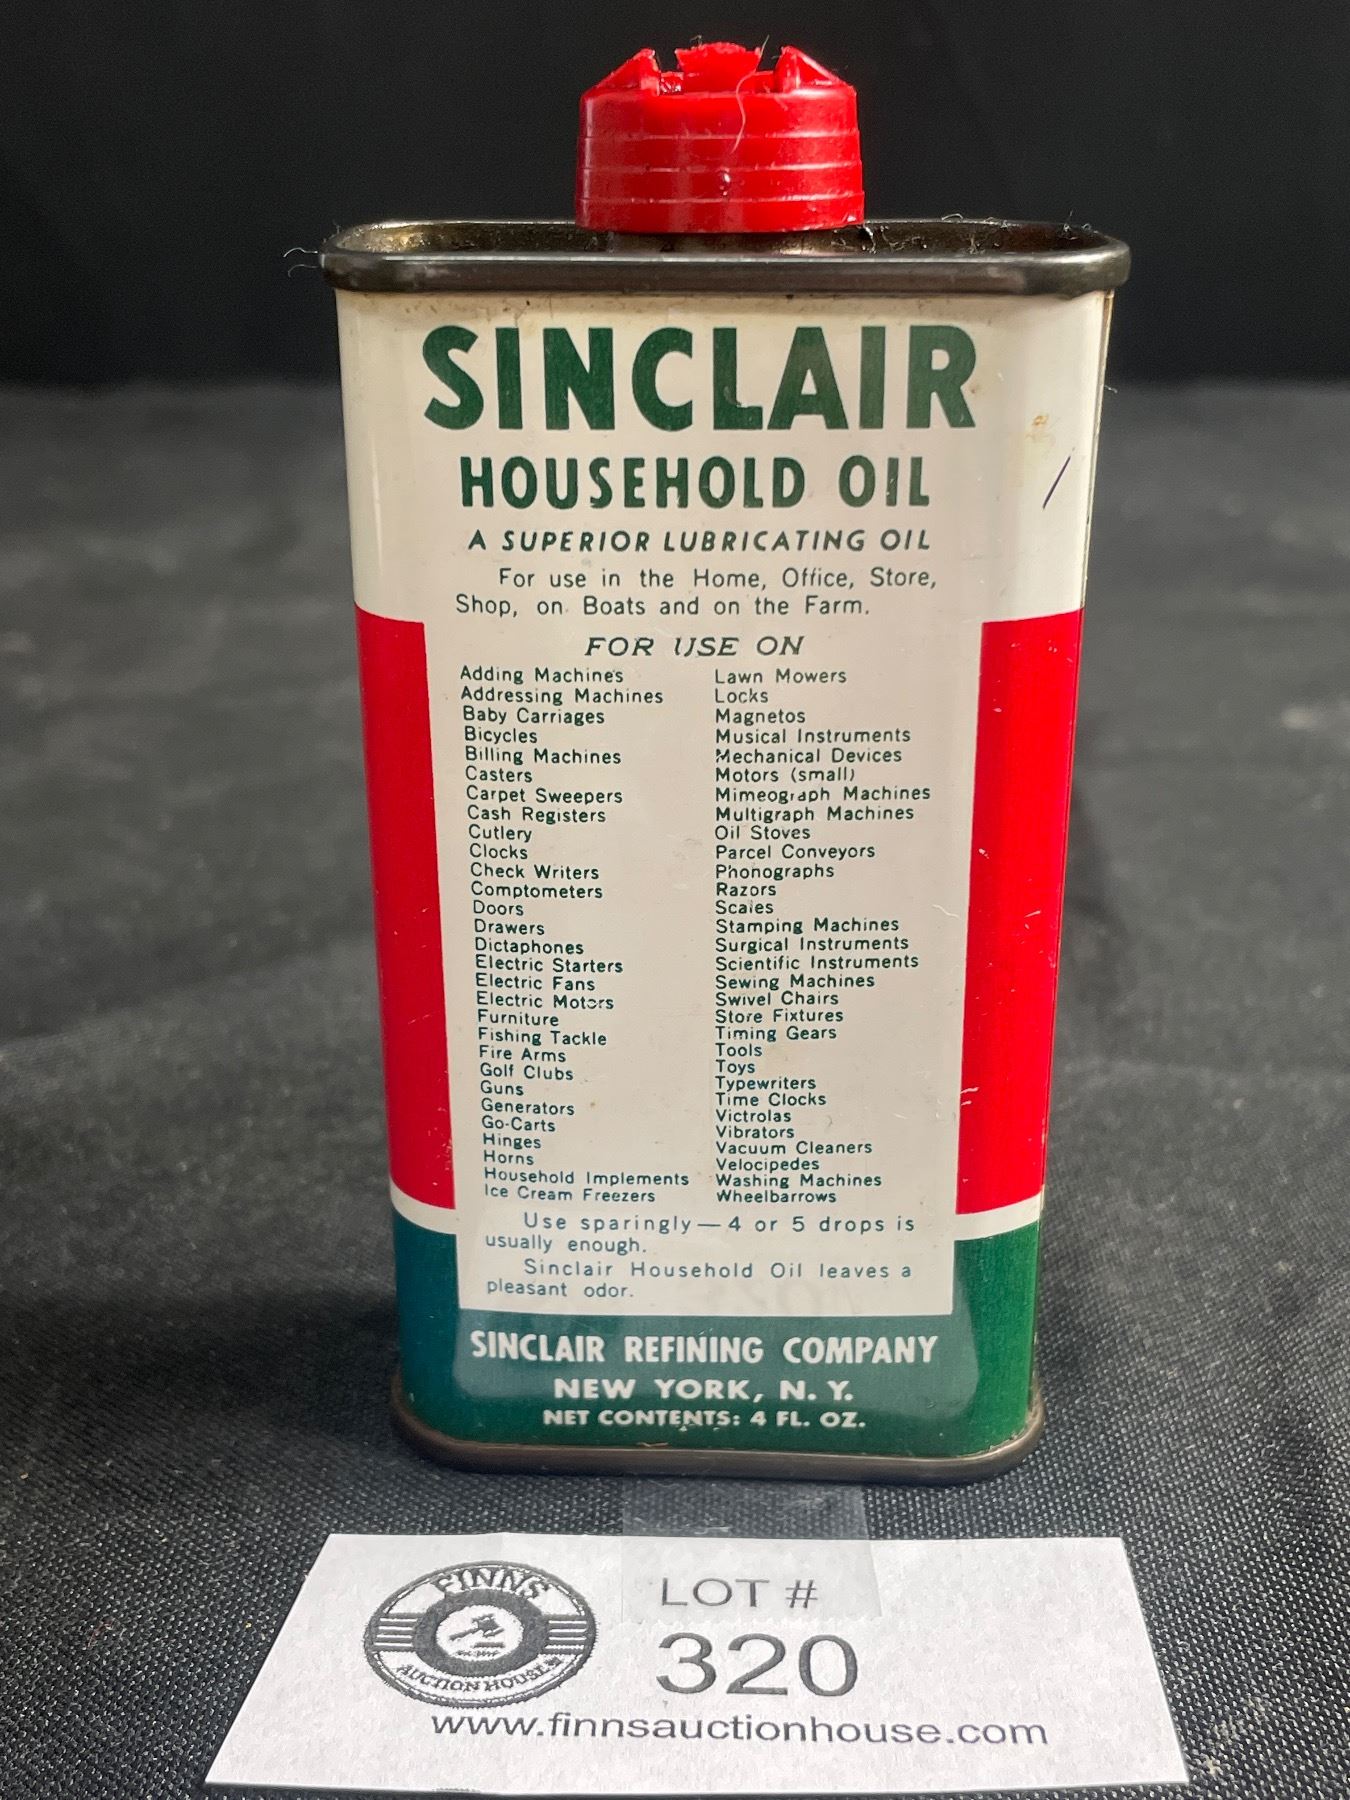 SINCLAIR
HOUSEHOLD OIL
A SUPERIOR LUBRICATING OIL
For use in the Home, Office, Store,
Shop, on Boats and on the Farm.
FOR USE ON
Adding Machines
Addressing Machines
Baby Carriages
Bicycles
Billing Machines
Casters
Carpet Sweepers
Cash Registers
Cutlery
Clocks
Check Writers
Comptometers
Doors
Drawers
Dictaphones
Electric Starters
Electric Fans
Electric Motors
Furniture
Fishing Tackle
Fire Arms
Golf Clubs
Guns
Generators
Go-Carts
Hinges
Horns
Household Implements
Ice Cream Freezers
Lawn Mowers
Locks
Magnetos
Musical Instruments
Mechanical Devices
Motors (small)
Mimeograph Machines
Multigraph Machines
Oil Stoves
Parcel Conveyors
Phonographs
Razors
Scales
Stamping Machines
Surgical Instruments
Scientific Instruments
Sewing Machines
Swivel Chairs
Store Fixtures
Timing Gears
Tools
Toys
Typewriters
Time Clocks
Victrolas
Vibrators
Vacuum Cleaners
Velocipedes
Washing Machines
Wheelbarrows
Use sparingly—4 or 5 drops is
usually enough.
Sinclair Household Oil leaves a
pleasant odor.
SINCLAIR REFINING COMPANY
NEW YORK, N. Y.
NET CONTENTS: 4 FL. OZ.
FINNS
AUCTION HOUSE
LOT #
320
www.finnsauctionhouse.com